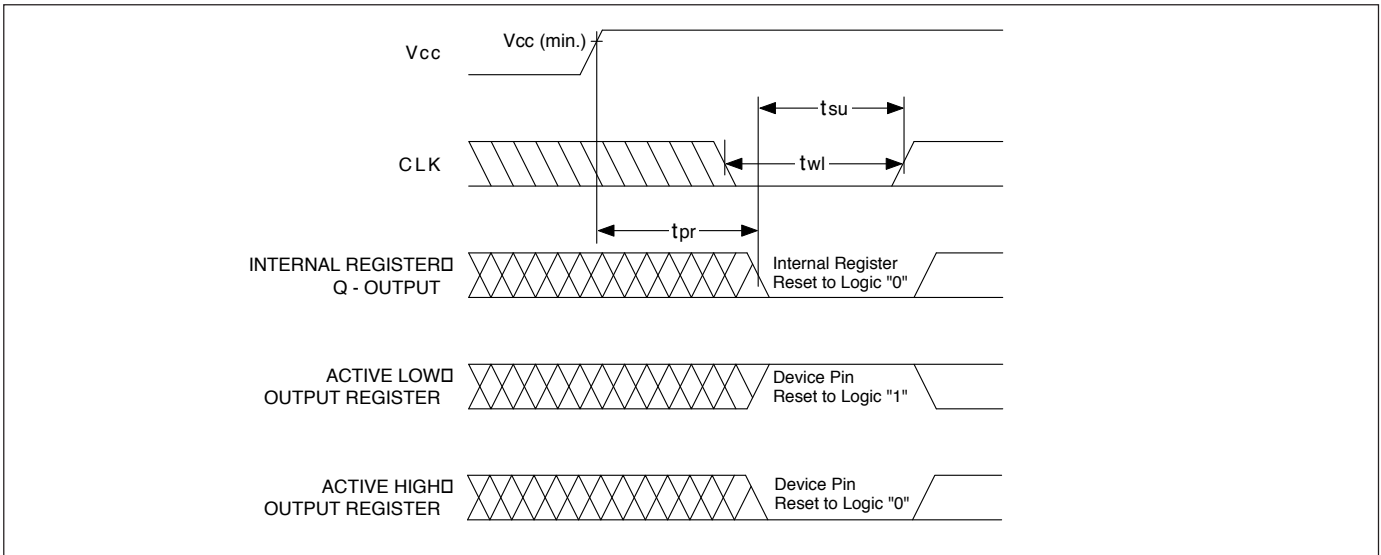 Vcc
Vcc (min.)
tsu
CLK
twl
tpr
INTERNAL REGISTER□
Q - OUTPUT
Internal Register
Reset to Logic "0"
ACTIVE LOW□
OUTPUT REGISTER
Device Pin
Reset to Logic "1"
ACTIVE HIGH□
OUTPUT REGISTER
Device Pin
Reset to Logic "0"